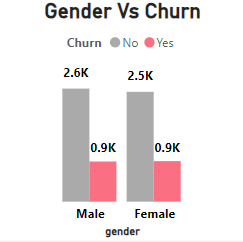 Gender Vs Churn
Churn No Yes
2.6K 2.5K
0.9K 0.9K
Male Female
gender